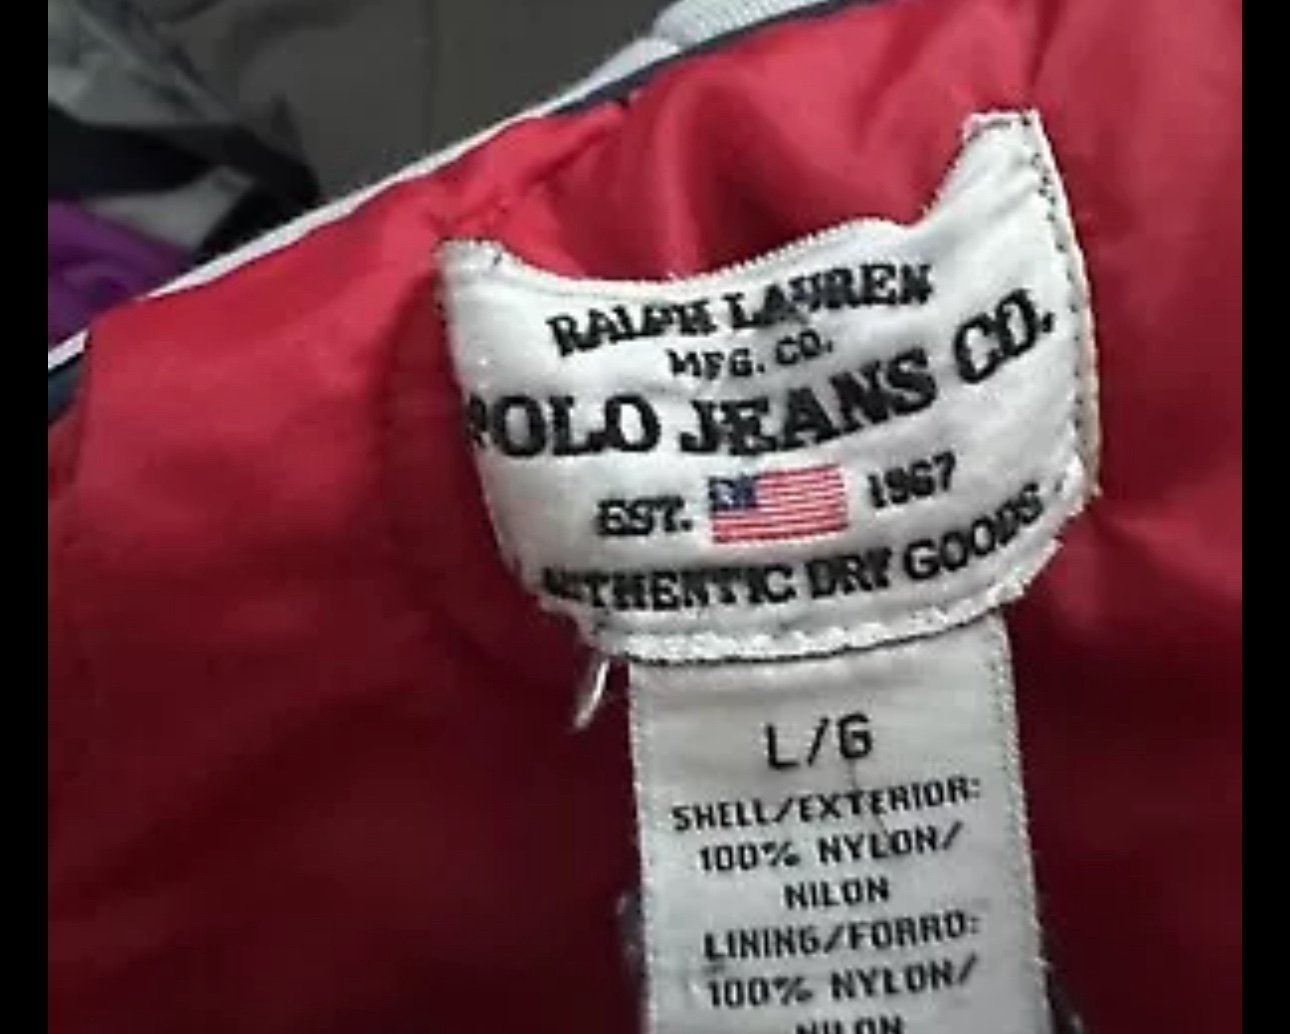 RALPH LAUREN
MFG. CO.
POLO JEANS CO.
EST. 1967
AUTHENTIC DRY GOODS
L/G
SHELL/EXTERIOR:
100% NYLON/
NILON
LINING/FORRO:
100% NYLON/
NILON